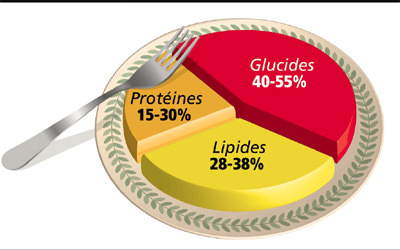 Glucides
40-55%
Protéines
15-30%
Lipides
28-38%